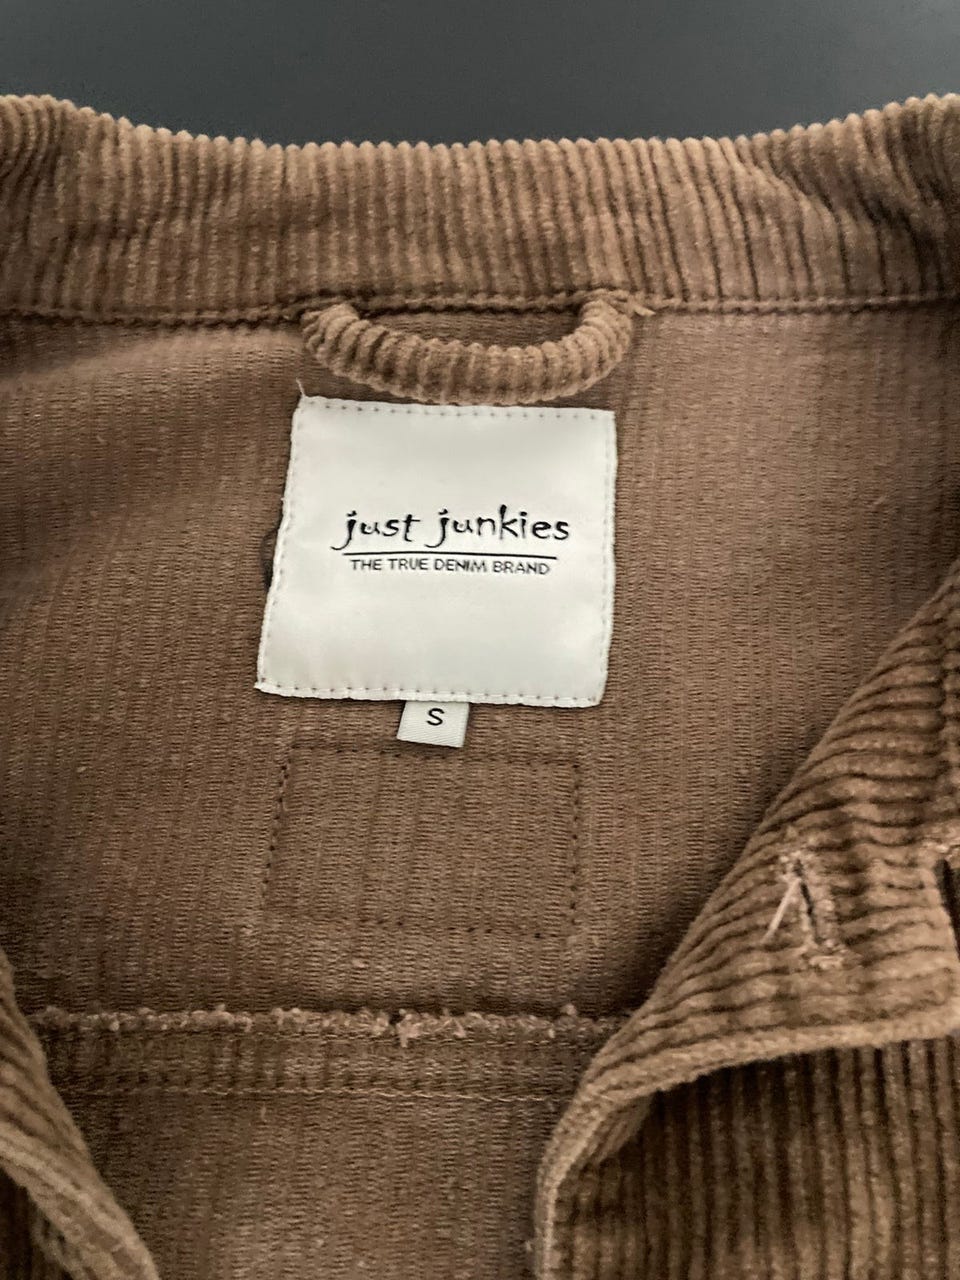 just junkies
THE TRUE DENIM BRAND
S